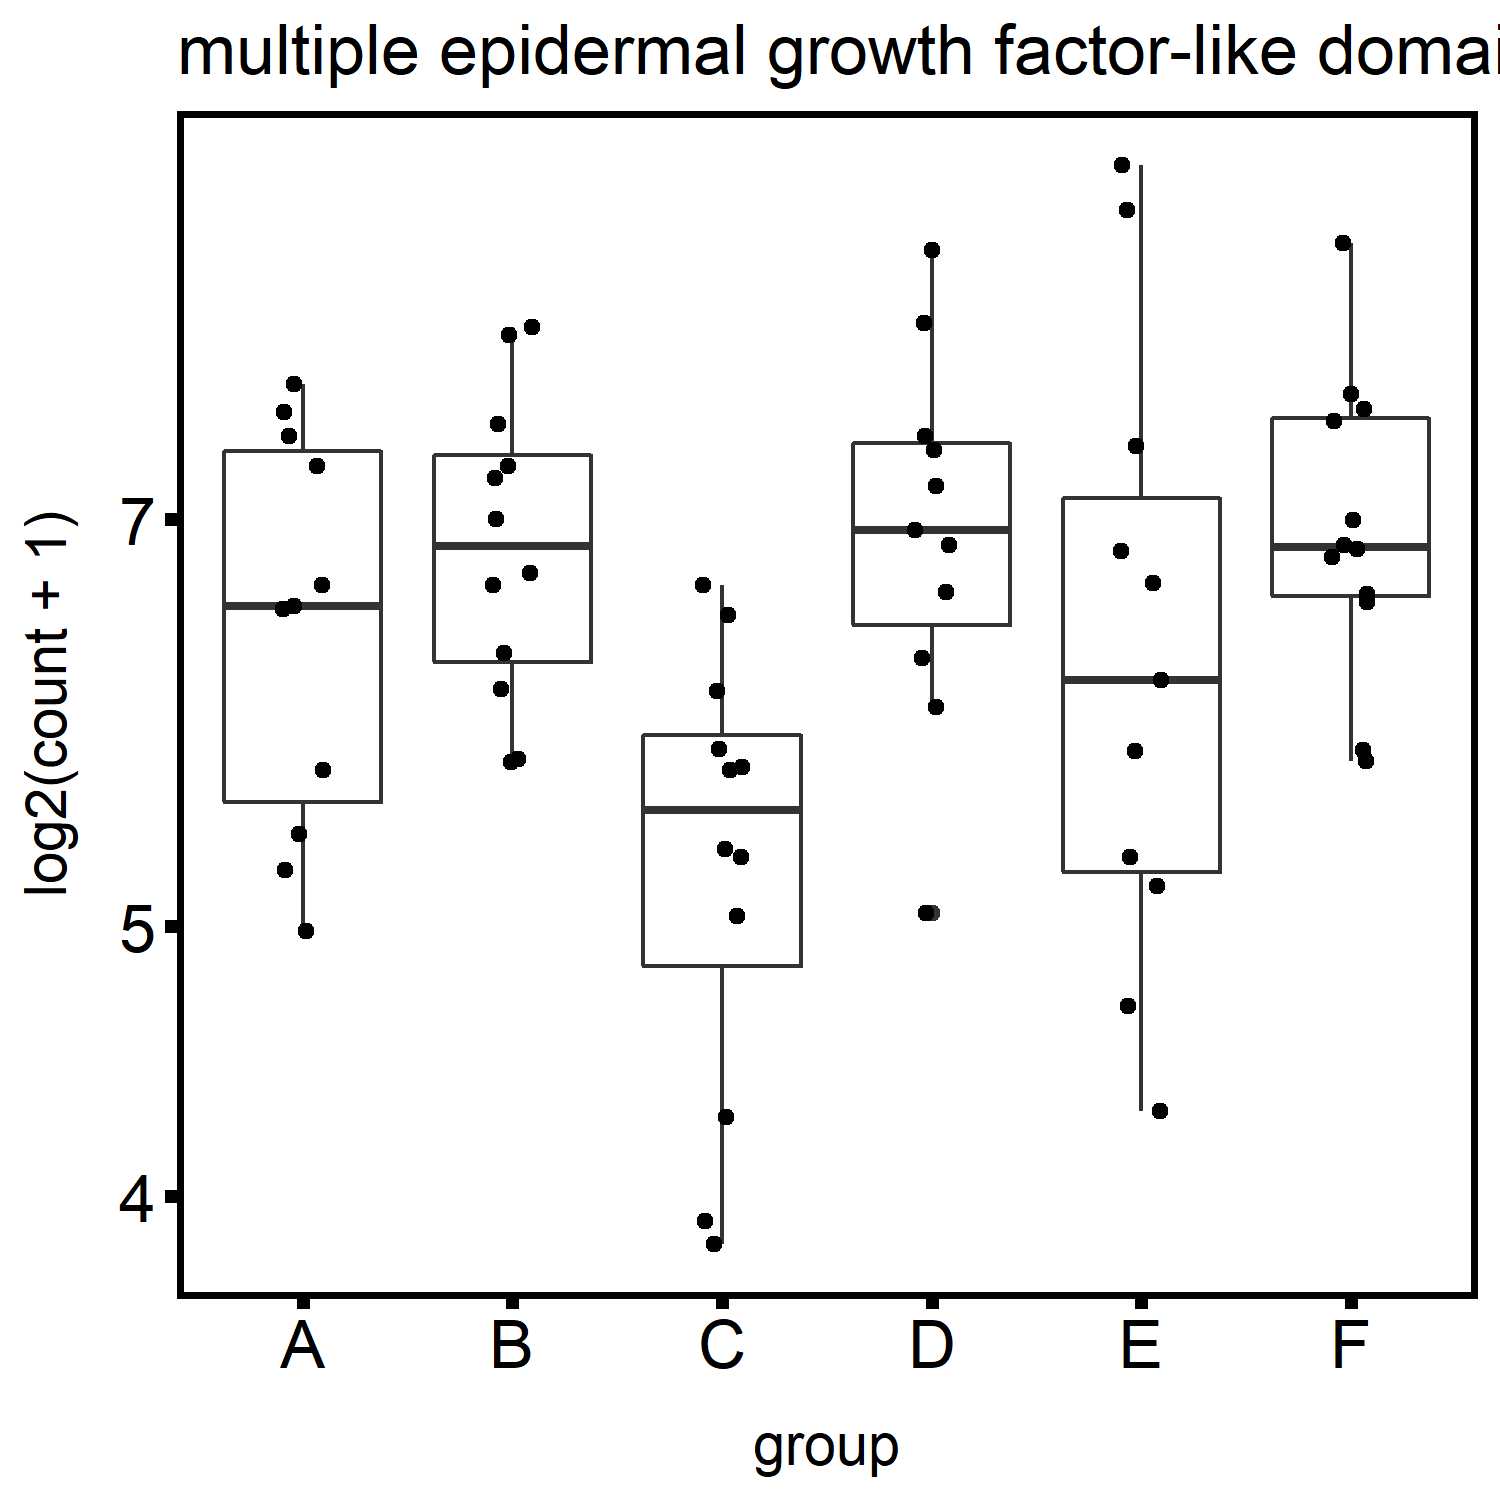 multiple epidermal growth factor-like domai
log2(count + 1)
7
5
4
A B C D E F
group